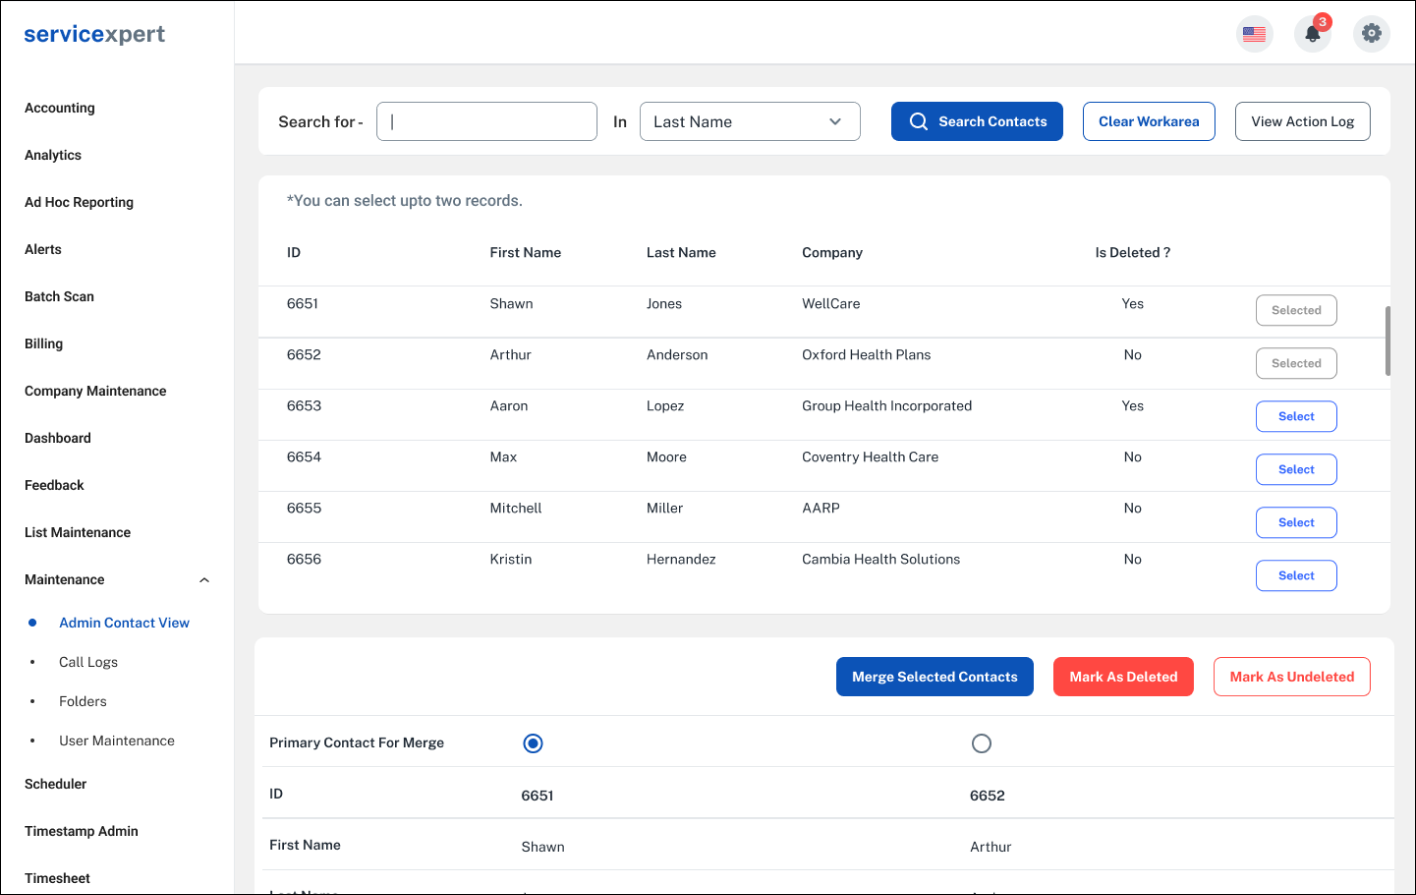 servicexpert
3
Accounting
Analytics
Ad Hoc Reporting
Alerts
Batch Scan
Billing
Company Maintenance
Dashboard
Feedback
List Maintenance
Maintenance
Admin Contact View
Call Logs
Folders
User Maintenance
Scheduler
Timestamp Admin
Timesheet
Search for - In Last Name Search Contacts Clear Workarea View Action Log
*You can select upto two records.
ID First Name Last Name Company Is Deleted ?
6651 Shawn Jones WellCare Yes Selected
6652 Arthur Anderson Oxford Health Plans No Selected
6653 Aaron Lopez Group Health Incorporated Yes Select
6654 Max Moore Coventry Health Care No Select
6655 Mitchell Miller AARP No Select
6656 Kristin Hernandez Cambia Health Solutions No Select
Merge Selected Contacts Mark As Deleted Mark As Undeleted
Primary Contact For Merge
ID 6651 6652
First Name Shawn Arthur